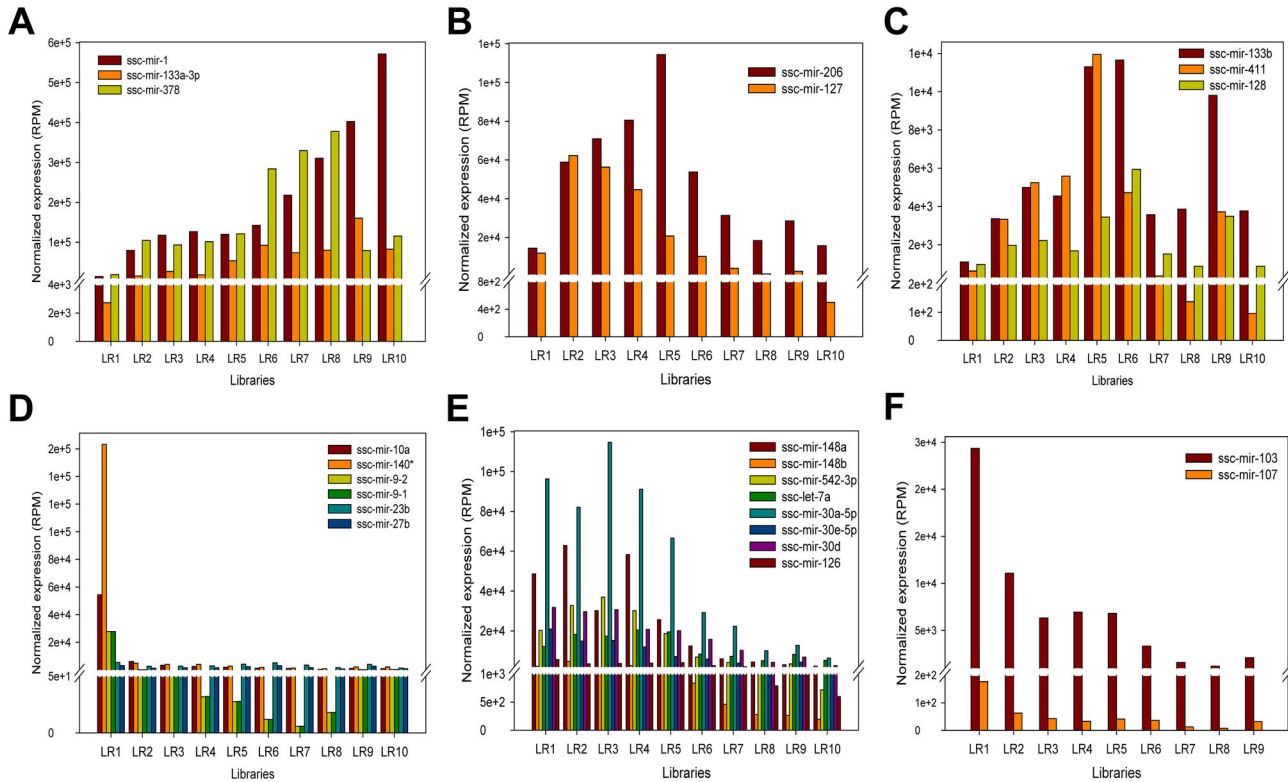 A
Normalized expression (RPM)
6e+5
5e+5
4e+5
3e+5
2e+5
1e+5
4e+3
2e+3
0
ssc-mir-1
ssc-mir-133a-3p
ssc-mir-378
LR1 LR2 LR3 LR4 LR5 LR6 LR7 LR8 LR9 LR10
Libraries
B
Normalized expression (RPM)
1e+5
8e+4
6e+4
4e+4
2e+4
8e+2
4e+2
0
ssc-mir-206
ssc-mir-127
LR1 LR2 LR3 LR4 LR5 LR6 LR7 LR8 LR9 LR10
Libraries
C
Normalized expression (RPM)
1e+4
1e+4
8e+3
6e+3
4e+3
2e+3
2e+2
1e+2
0
ssc-mir-133b
ssc-mir-411
ssc-mir-128
LR1 LR2 LR3 LR4 LR5 LR6 LR7 LR8 LR9 LR10
Libraries
D
Normalized expression (RPM)
2e+5
2e+5
1e+5
1e+5
1e+5
8e+4
6e+4
4e+4
2e+4
5e+1
0
ssc-mir-10a
ssc-mir-140*
ssc-mir-9-2
ssc-mir-9-1
ssc-mir-23b
ssc-mir-27b
LR1 LR2 LR3 LR4 LR5 LR6 LR7 LR8 LR9 LR10
Libraries
E
Normalized expression (RPM)
1e+5
1e+5
8e+4
6e+4
4e+4
2e+4
1e+3
5e+2
0
ssc-mir-148a
ssc-mir-148b
ssc-mir-542-3p
ssc-let-7a
ssc-mir-30a-5p
ssc-mir-30e-5p
ssc-mir-30d
ssc-mir-126
LR1 LR2 LR3 LR4 LR5 LR6 LR7 LR8 LR9 LR10
Libraries
F
Normalized expression (RPM)
3e+4
2e+4
2e+4
1e+4
5e+3
2e+2
1e+2
0
ssc-mir-103
ssc-mir-107
LR1 LR2 LR3 LR4 LR5 LR6 LR7 LR8 LR9
Libraries